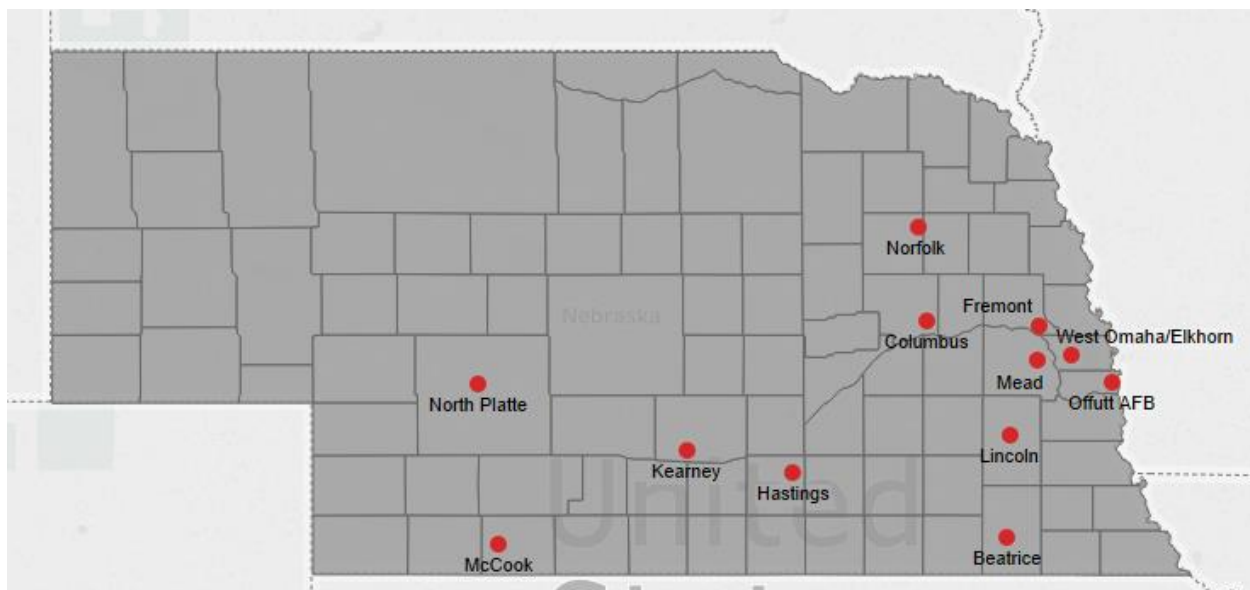 Norfolk
Fremont
Nebraska
West Omaha/Elkhorn
Columbus
Mead
North Platte
Offutt AFB
Lincoln
Kearney
United
Hastings
Beatrice
McCook